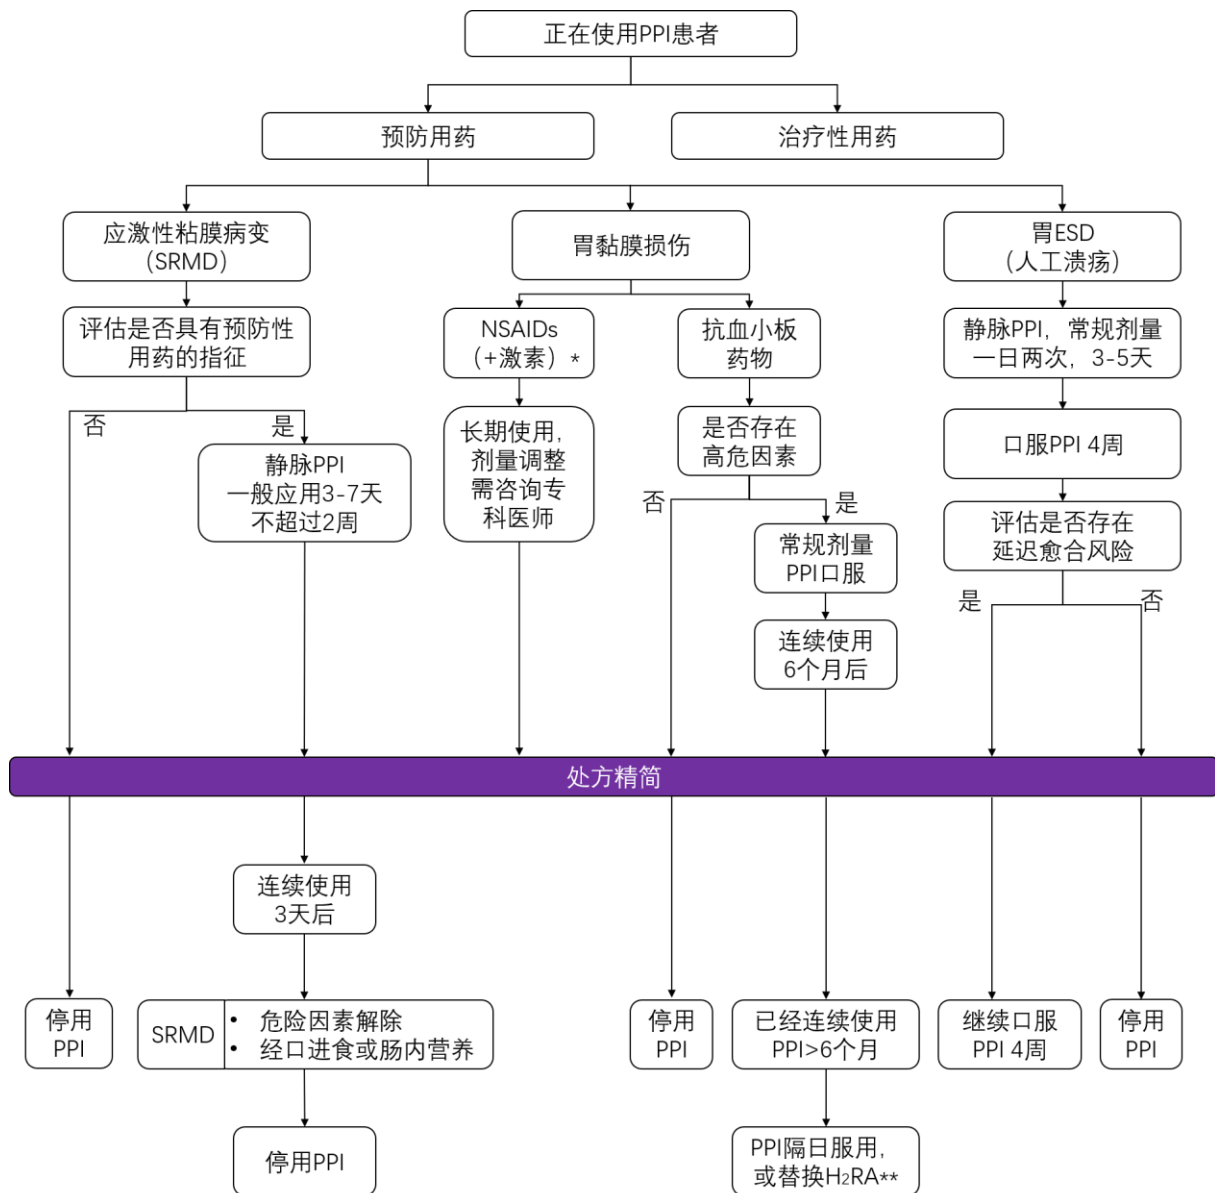 正在使用PPI患者
预防用药
治疗性用药
应激性粘膜病变
（SRMD）
胃黏膜损伤
胃ESD
（人工溃疡）
评估是否具有预防性
用药的指征
NSAIDs
（+激素）*
抗血小板
药物
静脉PPI，常规剂量
一日两次，3-5天
否
是
静脉PPI
一般应用3-7天
不超过2周
长期使用，
剂量调整
需咨询专
科医师
是否存在
高危因素
口服PPI 4周
否
是
常规剂量
PPI口服
评估是否存在
延迟愈合风险
连续使用
6个月后
是
否
处方精简
连续使用
3天后
停用
PPI
SRMD
• 危险因素解除
• 经口进食或肠内营养
停用
PPI
已经连续使用
PPI>6个月
继续口服
PPI 4周
停用
PPI
停用PPI
PPI隔日服用，
或替换H₂RA**